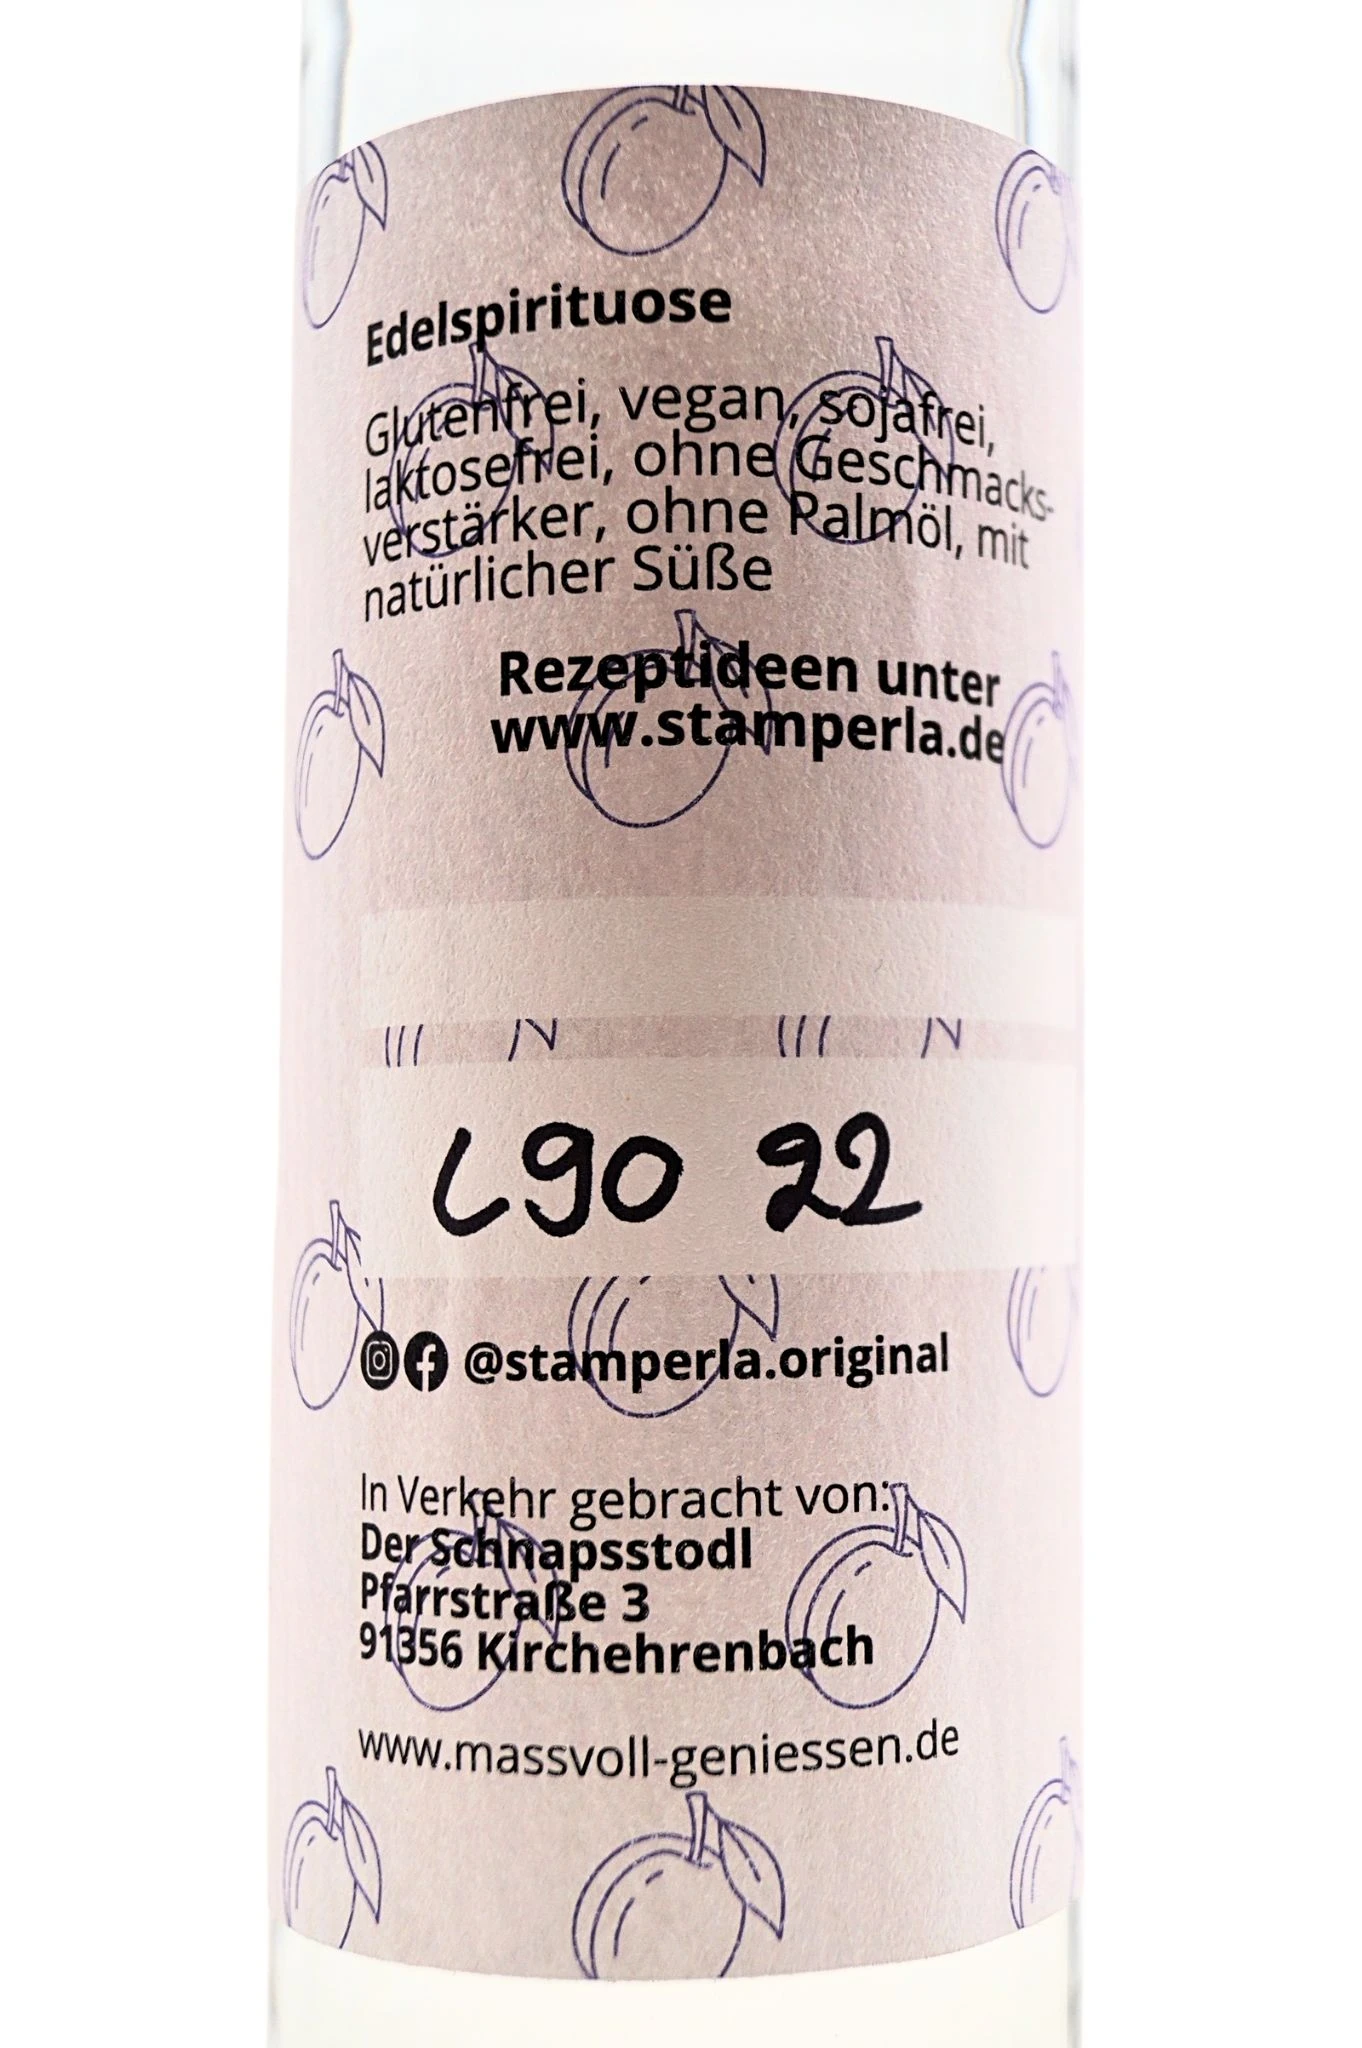 Edelspirituose
Glutenfrei, vegan, sojafrei,
laktosefrei, ohne Geschmacks-
verstärker, ohne Palmöl, mit
natürlicher Süße
Rezeptideen unter
www.stamperla.de
L90 22
@stamperla.original
In Verkehr gebracht von:
Der Schnapsstodl
Pfarrstraße 3
91356 Kirchehrenbach
www.massvoll-geniessen.de